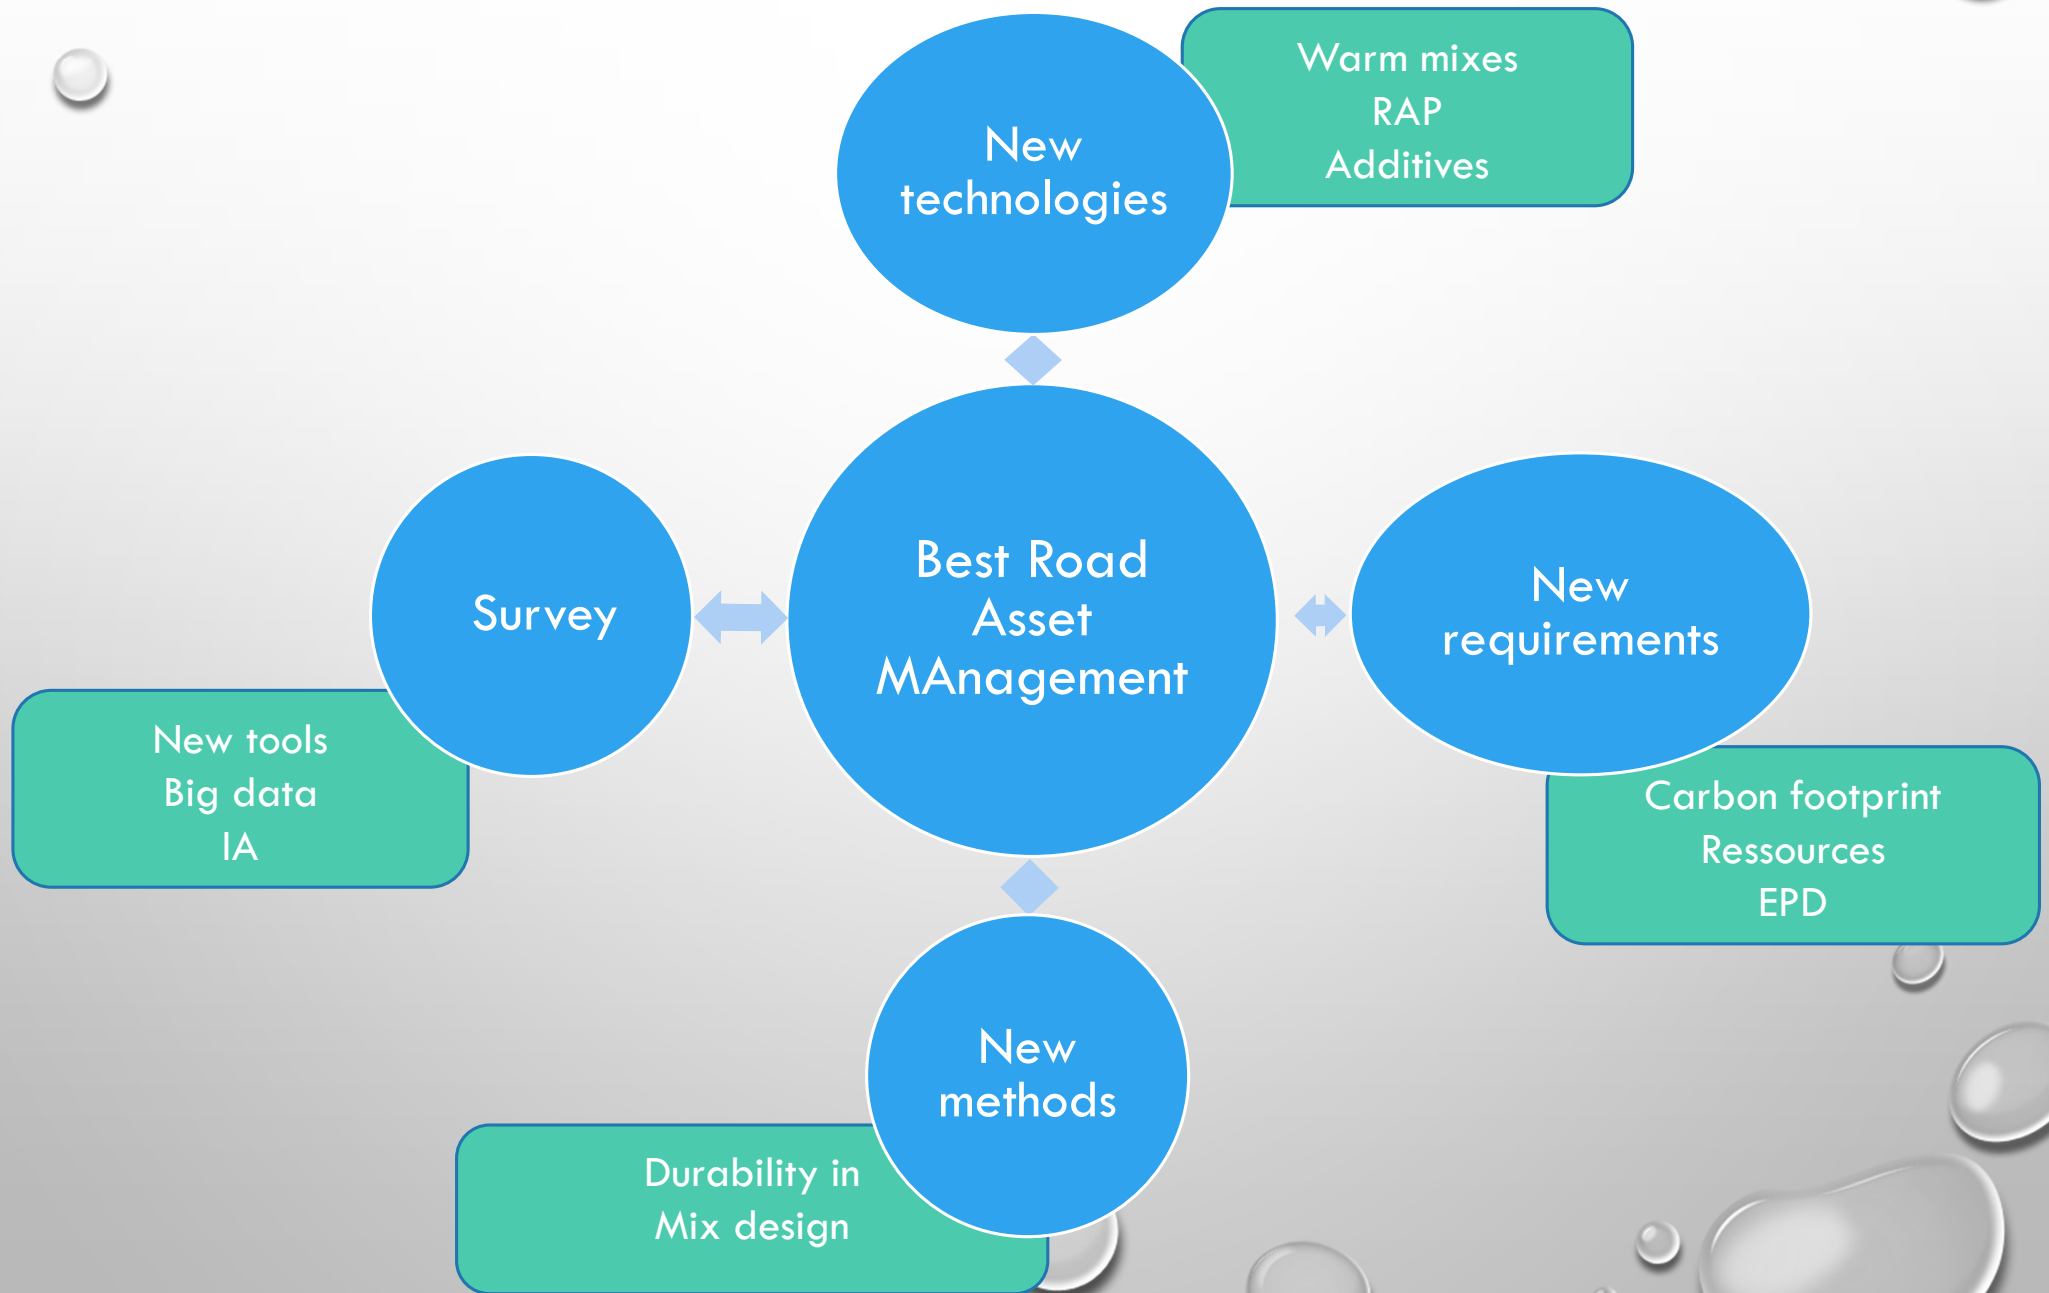 New
technologies
Warm mixes
RAP
Additives
Best Road
Asset
MAnagement
Survey
New tools
Big data
IA
New
requirements
Carbon footprint
Ressources
EPD
New
methods
Durability in
Mix design